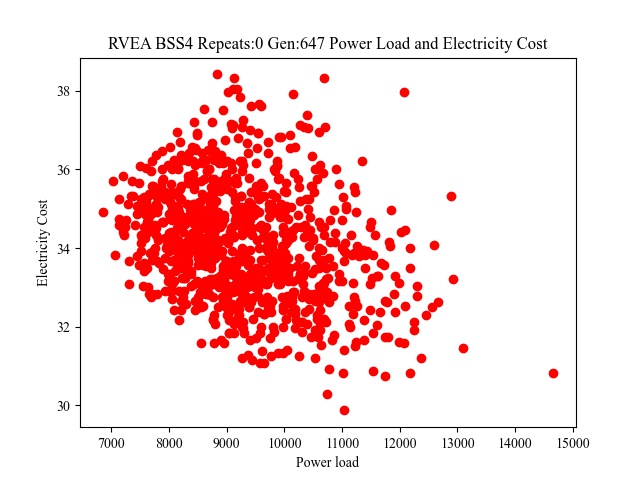 RVEA BSS4 Repeats:0 Gen:647 Power Load and Electricity Cost
38
36
34
32
30
Electricity Cost
7000 8000 9000 10000 11000 12000 13000 14000 15000
Power load